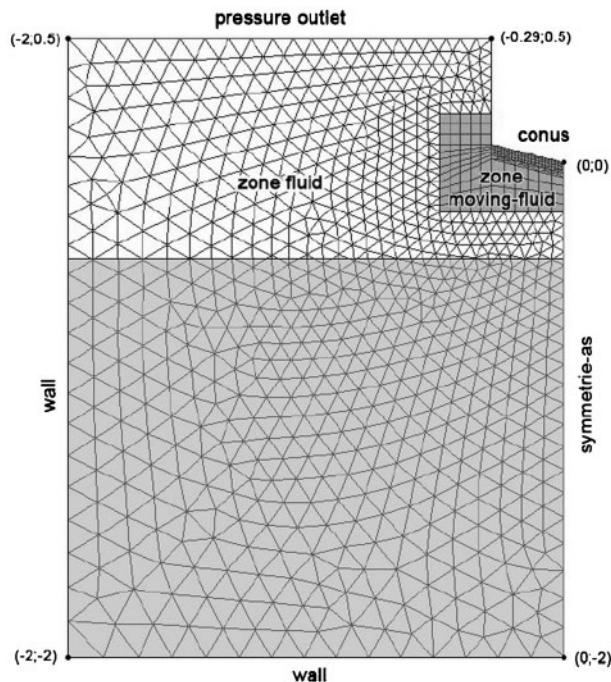 pressure outlet
(-2;0.5)
(-0.29;0.5)
conus
(0;0)
zone fluid
zone
moving-fluid
wall
symmetrie-as
(-2;-2)
(0;-2)
wall